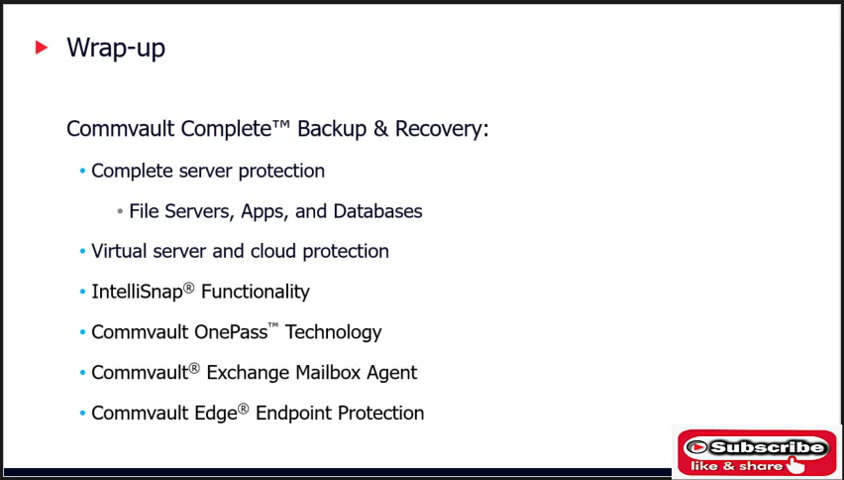 Wrap-up
Commvault Complete™ Backup & Recovery:
• Complete server protection
• File Servers, Apps, and Databases
• Virtual server and cloud protection
• IntelliSnap® Functionality
• Commvault OnePass™ Technology
• Commvault® Exchange Mailbox Agent
• Commvault Edge® Endpoint Protection
Subscribe
like & share